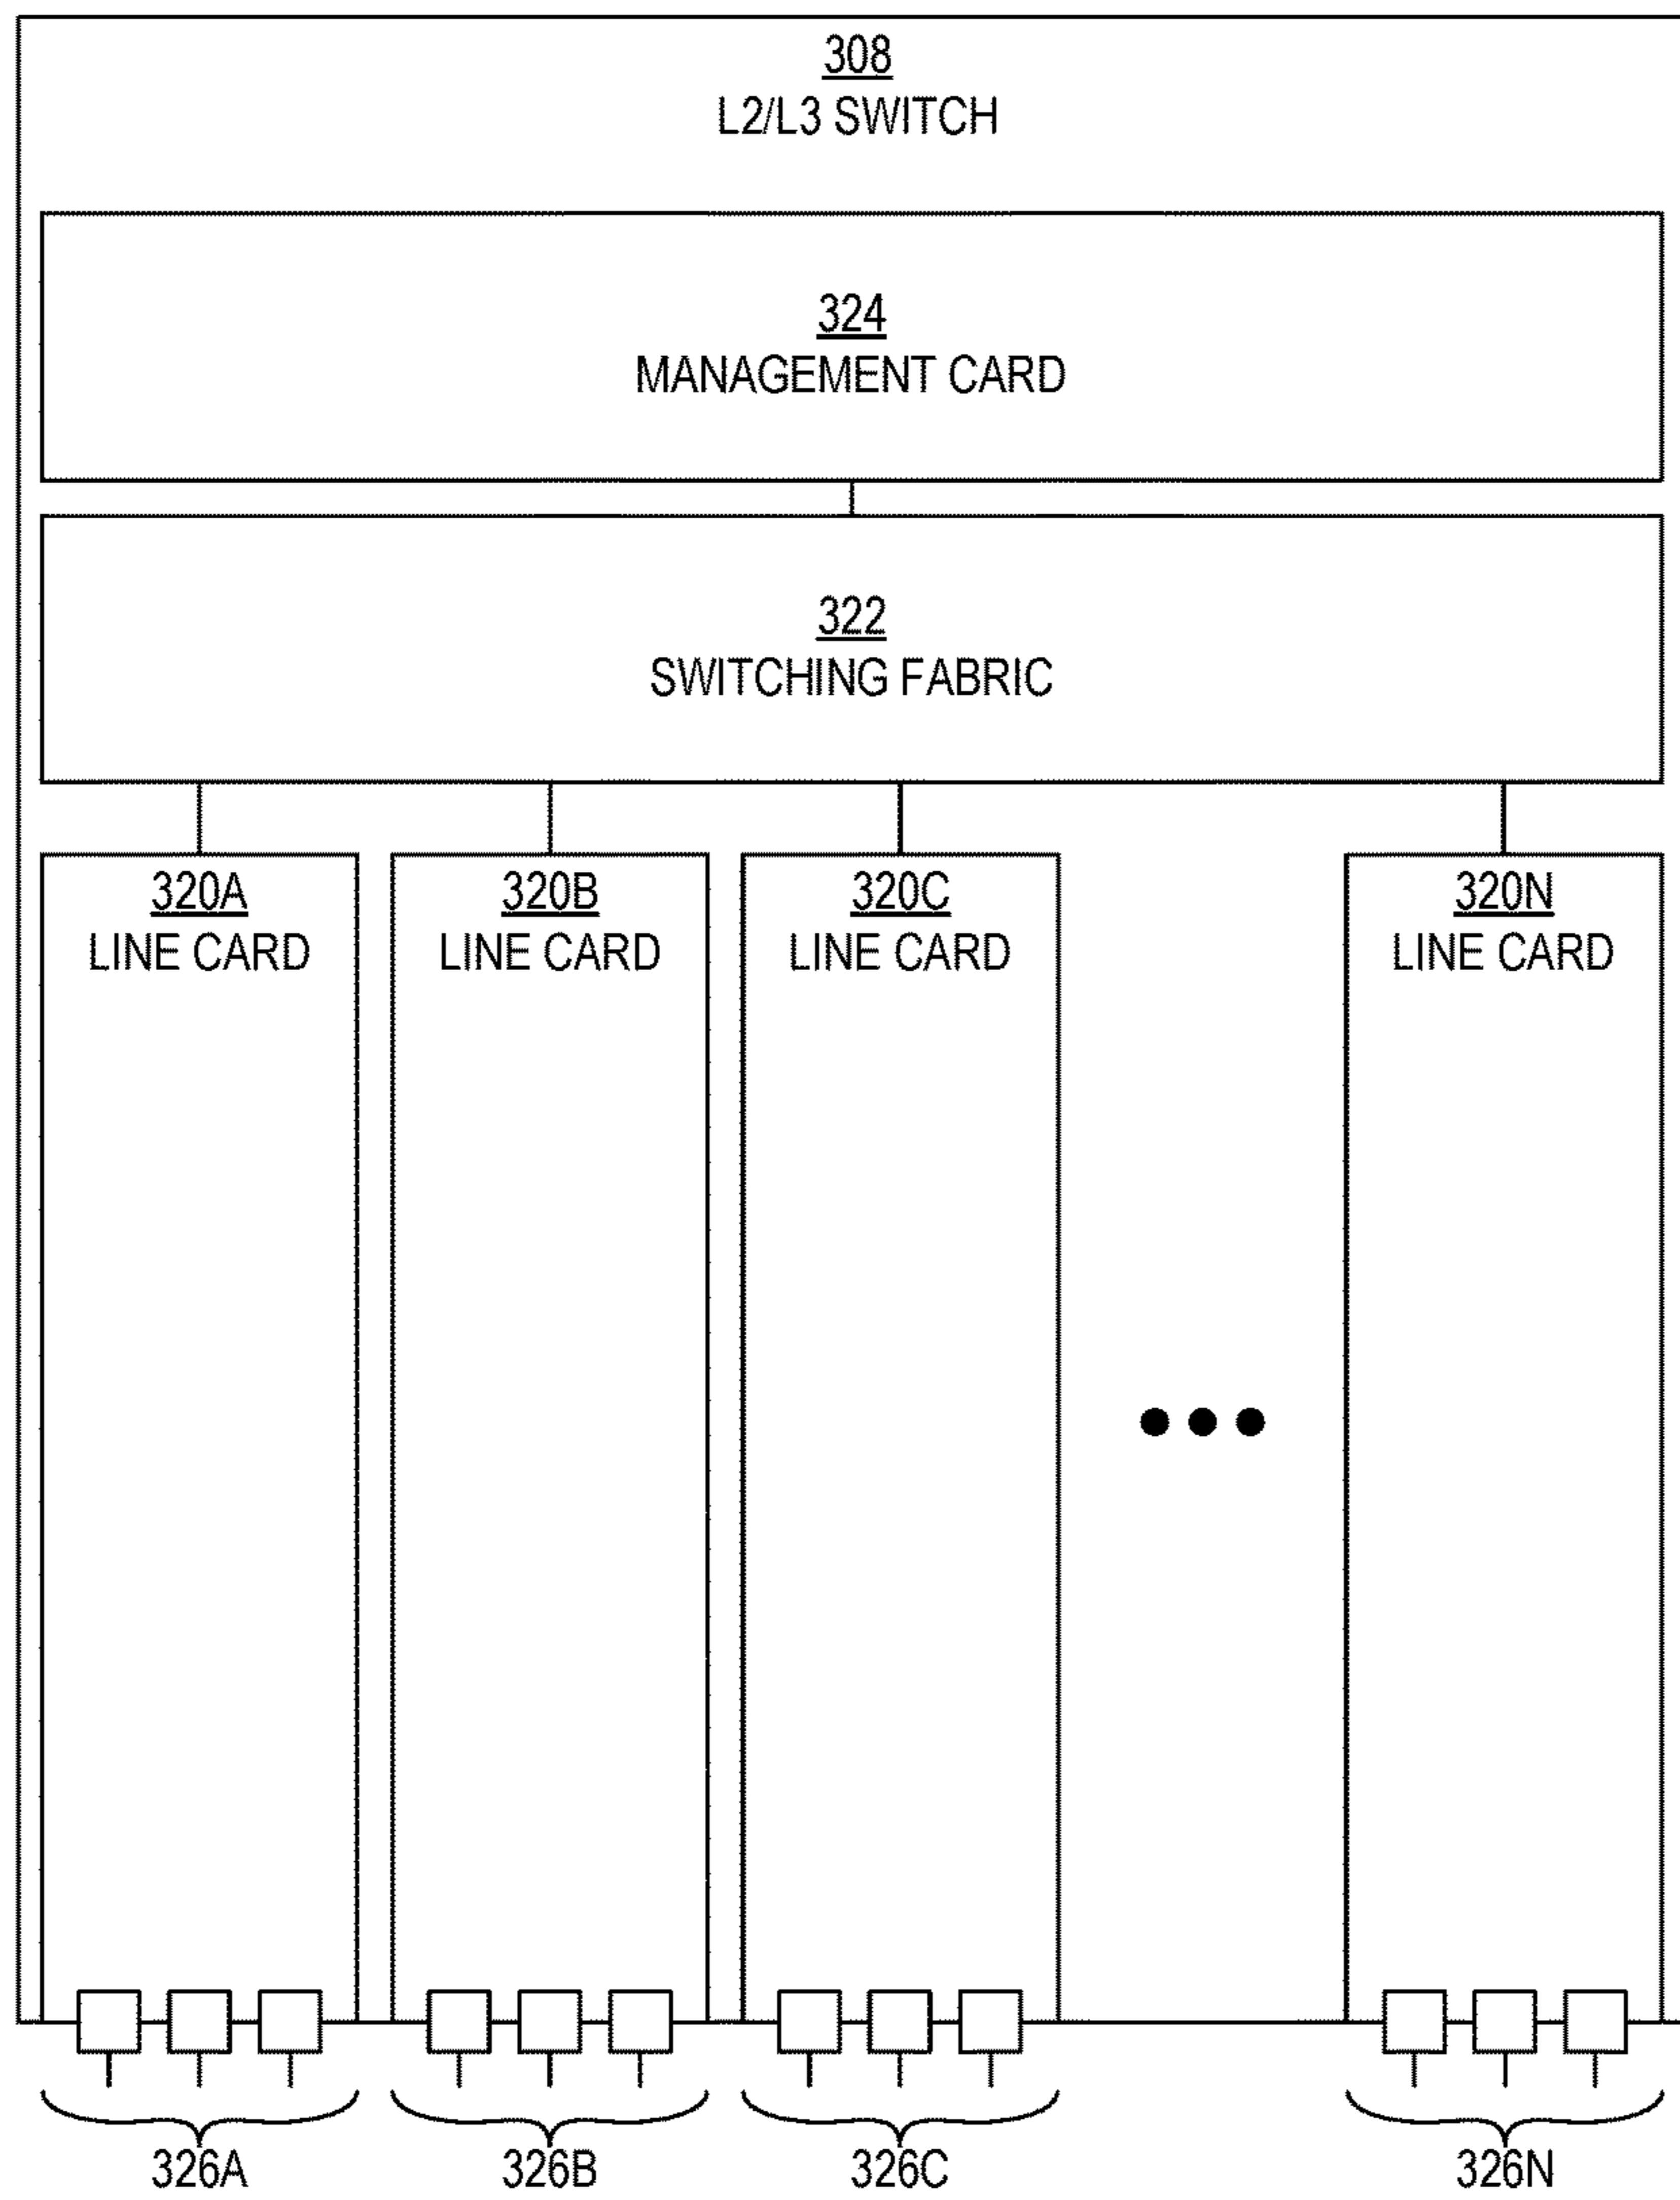 308
L2/L3 SWITCH
324
MANAGEMENT CARD
322
SWITCHING FABRIC
320A
LINE CARD
320B
LINE CARD
320C
LINE CARD
320N
LINE CARD
326A
326B
326C
326N